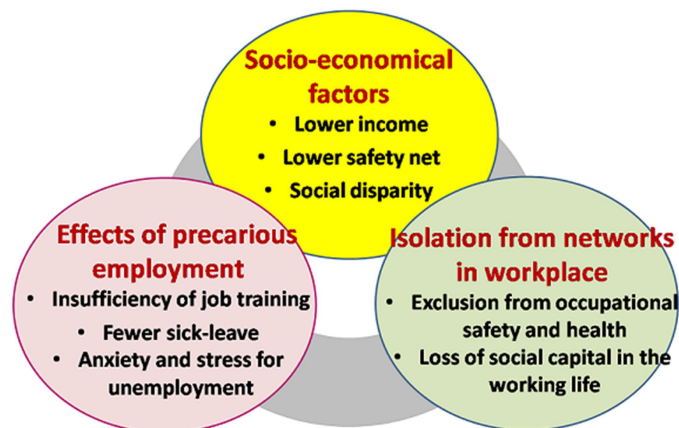 Socio-economical
factors
• Lower income
• Lower safety net
• Social disparity
Effects of precarious
employment
• Insufficiency of job training
• Fewer sick-leave
• Anxiety and stress for
unemployment
Isolation from networks
in workplace
• Exclusion from occupational
safety and health
• Loss of social capital in the
working life